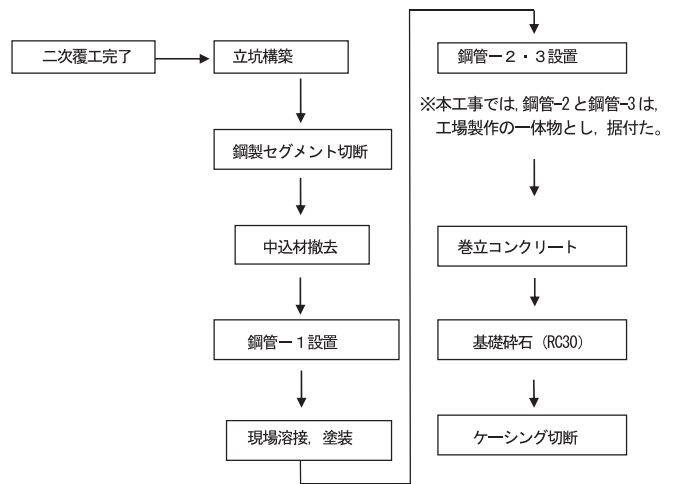 二次覆工完了
立坑構築
鋼製セグメント切断
中込材撤去
鋼管ー１設置
現場溶接，塗装
鋼管ー２・３設置
※本工事では，鋼管−2と鋼管−3は，
工場製作の一体物とし，据付た。
巻立コンクリート
基礎砕石（RC30）
ケーシング切断